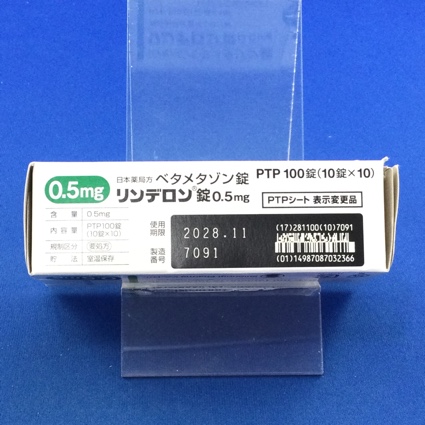 0.5mg
日本薬局方 ベタメタゾン錠 PTP 100錠(10錠×10)
リンデロン®錠0.5mg
PTPシート 表示変更品
含量 0.5mg
内容量 PTP100錠
(10錠×10)
規制区分 処方
貯法 室温保存
使用
期限 2028.11
製造
番号 7091
(17)281100(10)7091
(01)14987087032366